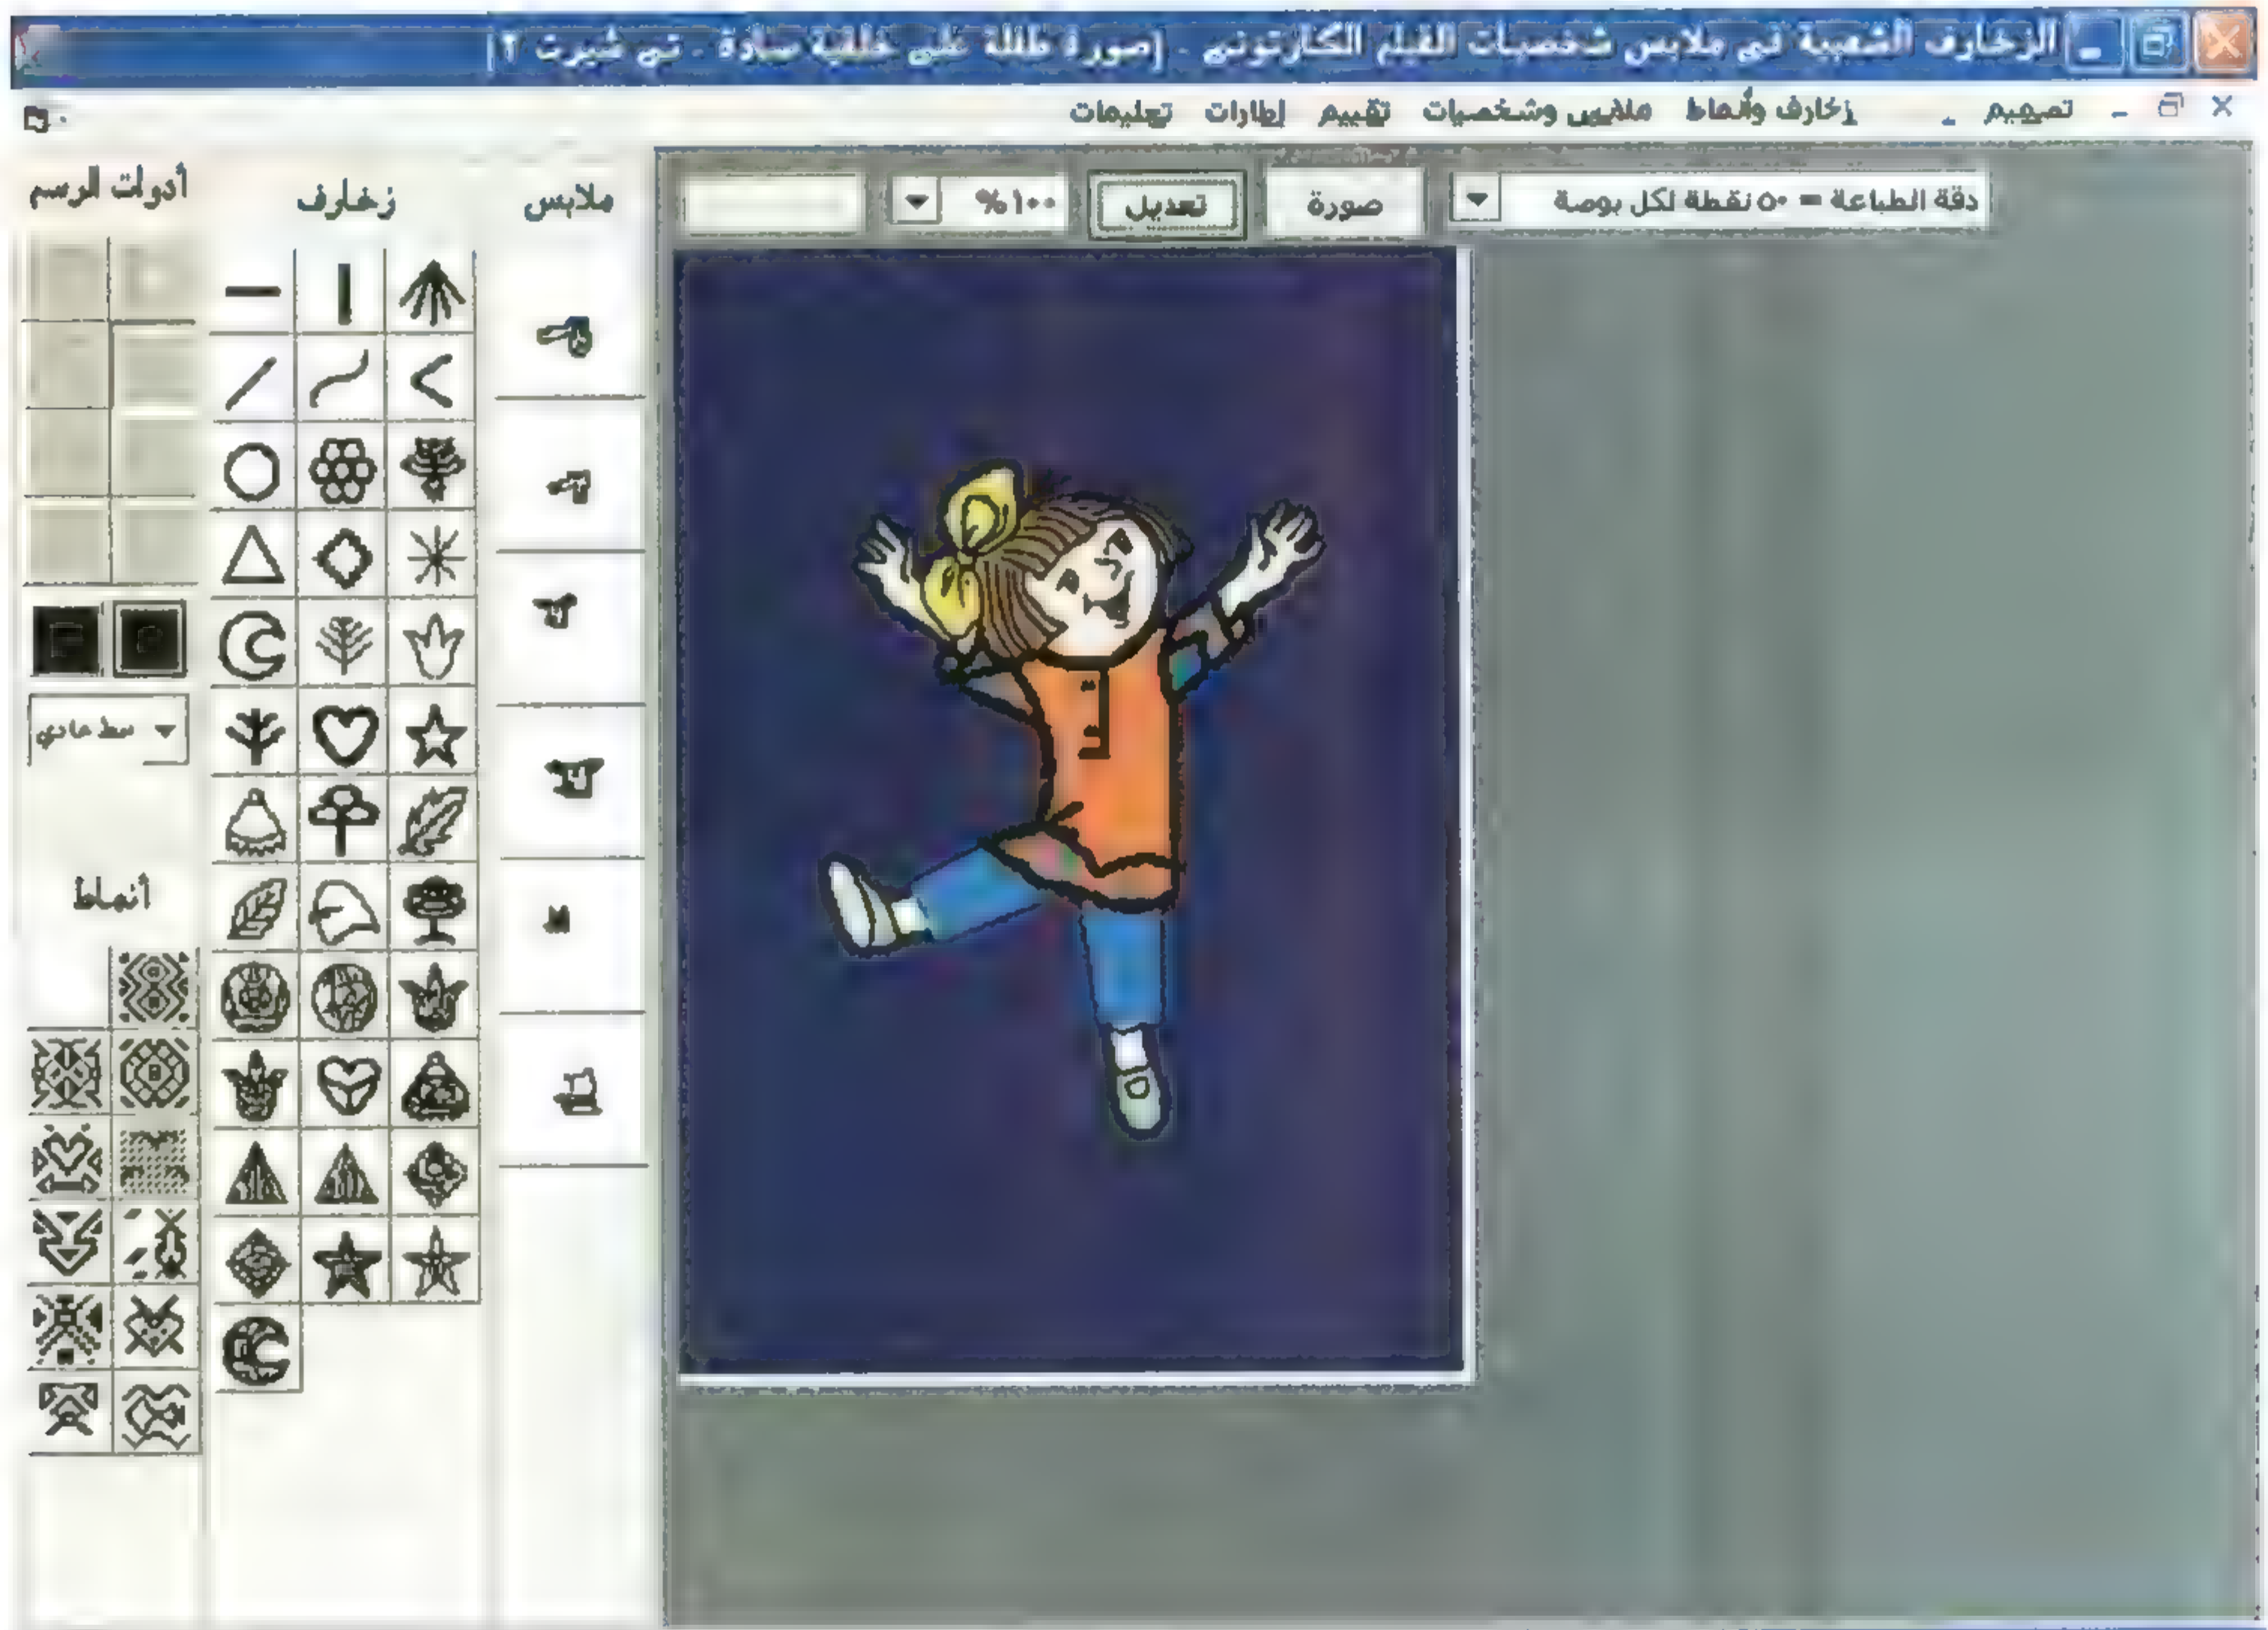 الزخارف الشعبية في ملابس شخصيات الفيلم الكارتوني - [صورة طفلة على خلفية سادة - تي شيرت ٢]
تصميم زخارف وأنماط ملابس وشخصيات تقييم إطارات تعليمات
دقة الطباعة = ٥٠ نقطة لكل بوصة
صورة
تعديل
١٠٠%
ملابس
زخارف
أدوات الرسم
عادي
أنماط